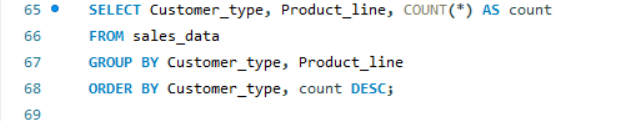 65 SELECT Customer_type, Product_line, COUNT(*) AS count
66 FROM sales_data
67 GROUP BY Customer_type, Product_line
68 ORDER BY Customer_type, count DESC;
69